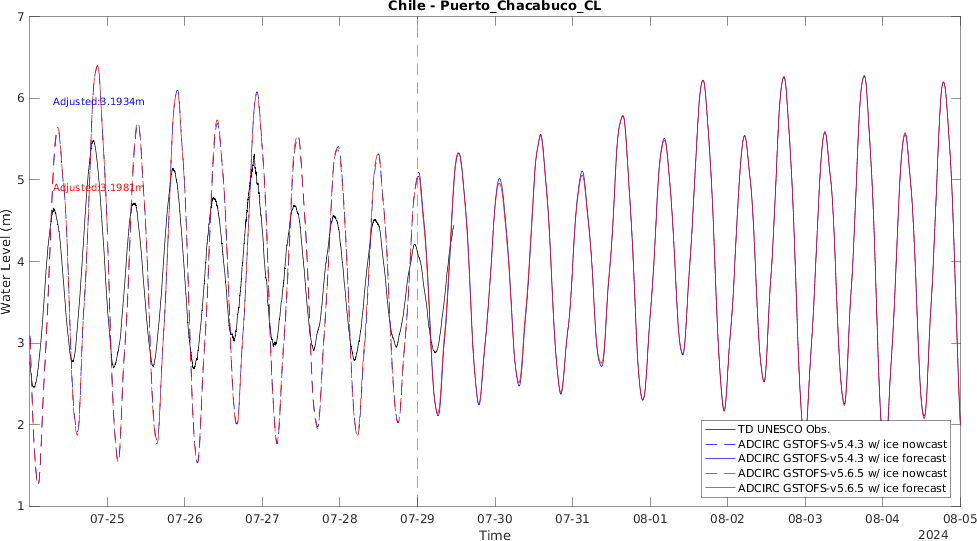 Chile - Puerto_Chacabuco_CL
7
6
5
4
3
2
1
Water Level (m)
Adjusted:3.1934m
Adjusted:3.1981m
TD UNESCO Obs.
ADCIRC GSTOFS-v5.4.3 w/ ice nowcast
ADCIRC GSTOFS-v5.4.3 w/ ice forecast
ADCIRC GSTOFS-v5.6.5 w/ ice nowcast
ADCIRC GSTOFS-v5.6.5 w/ ice forecast
07-25 07-26 07-27 07-28 07-29 07-30 07-31 08-01 08-02 08-03 08-04 08-05
Time
2024